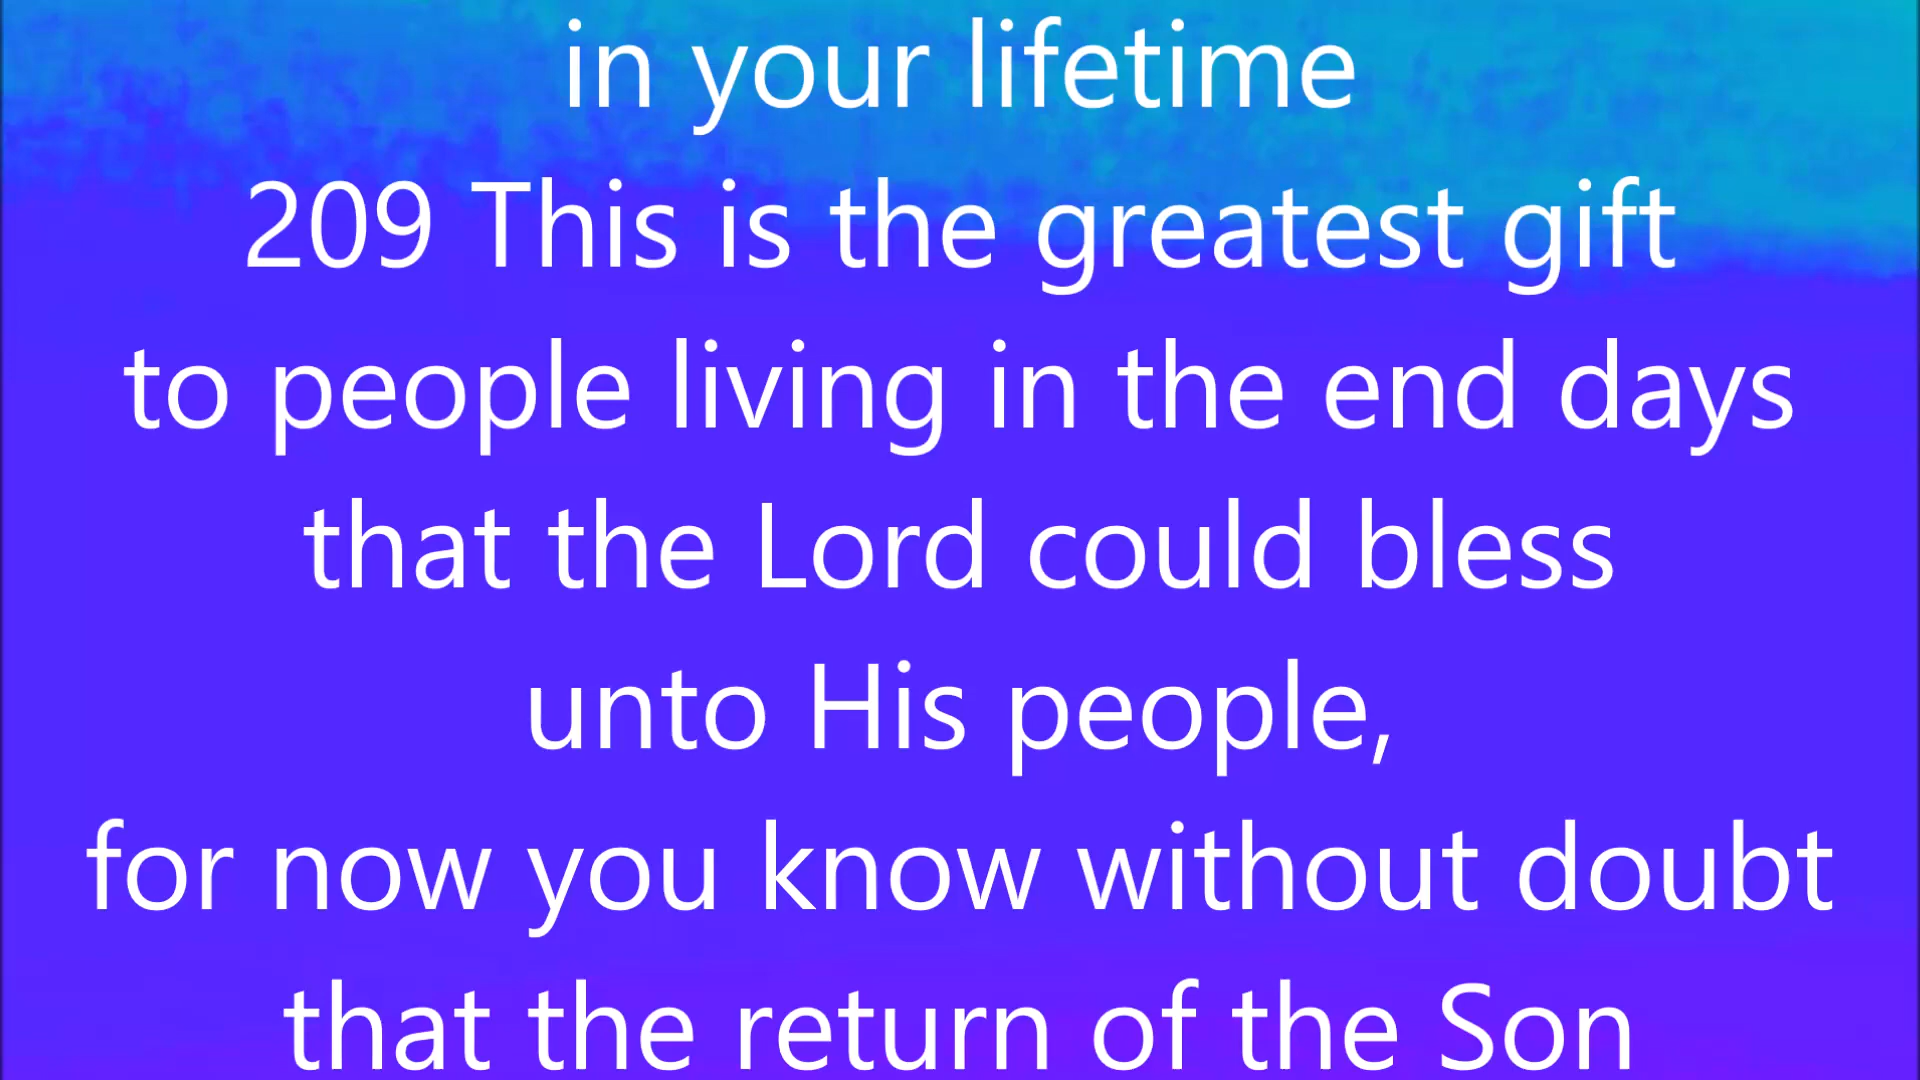 in your lifetime
209 This is the greatest gift
to people living in the end days
that the Lord could bless
unto His people,
for now you know without doubt
that the return of the Son